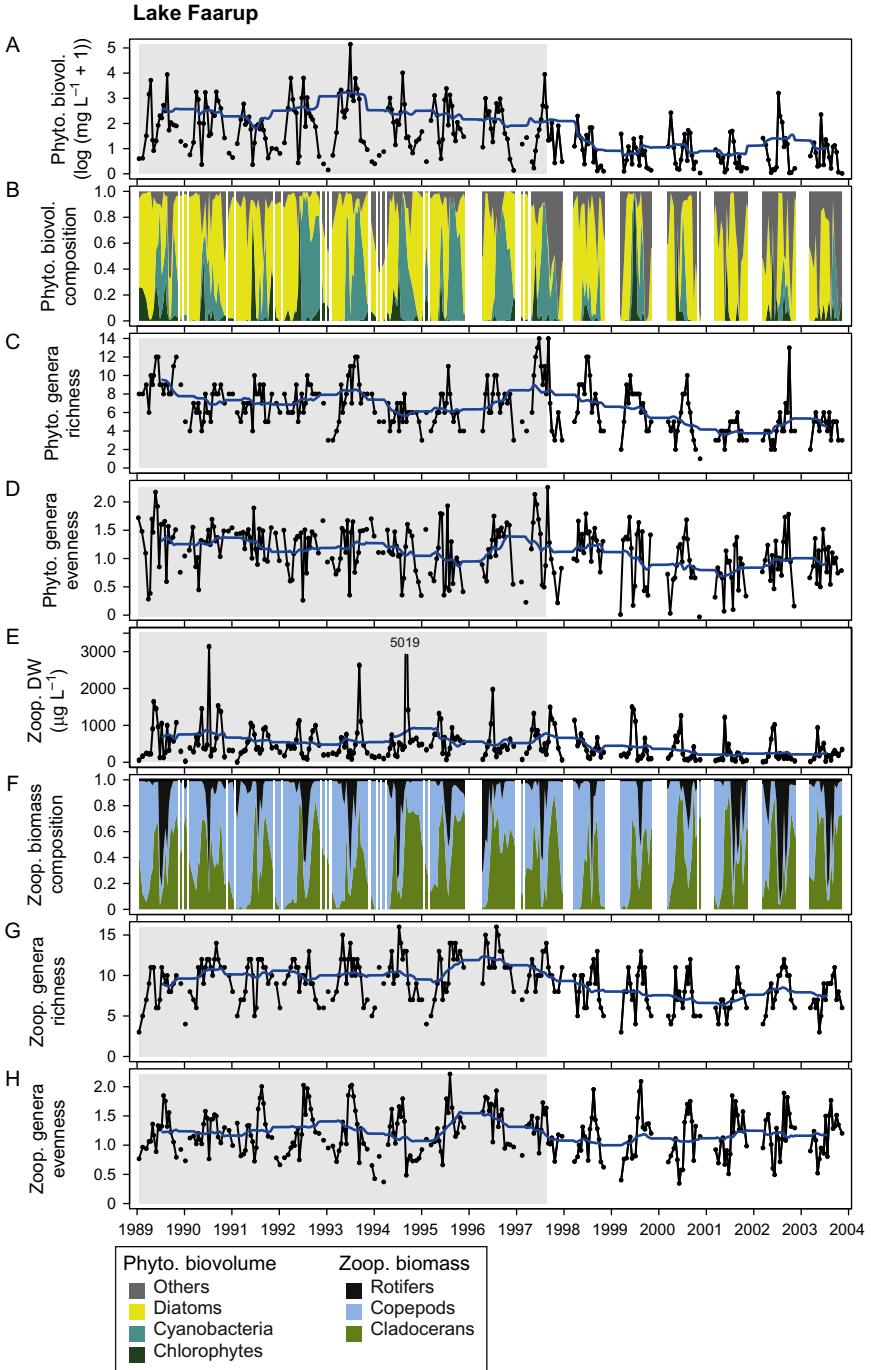 Lake Faarup
A
Phyto. biovol.
(log (mg L−1 + 1))
5
4
3
2
1
0
B
Phyto. biovol.
composition
1.0
0.8
0.6
0.4
0.2
0
C
Phyto. genera
richness
14
12
10
8
6
4
2
0
D
Phyto. genera
evenness
2.0
1.5
1.0
0.5
0
E
Zoop. DW
(μg L−1)
3000
2000
1000
0
5019
F
Zoop. biomass
composition
1.0
0.8
0.6
0.4
0.2
0
G
Zoop. genera
richness
15
10
5
0
H
Zoop. genera
evenness
2.0
1.5
1.0
0.5
0
1989 1990 1991 1992 1993 1994 1995 1996 1997 1998 1999 2000 2001 2002 2003 2004
Phyto. biovolume
Others
Diatoms
Cyanobacteria
Chlorophytes
Zoop. biomass
Rotifers
Copepods
Cladocerans